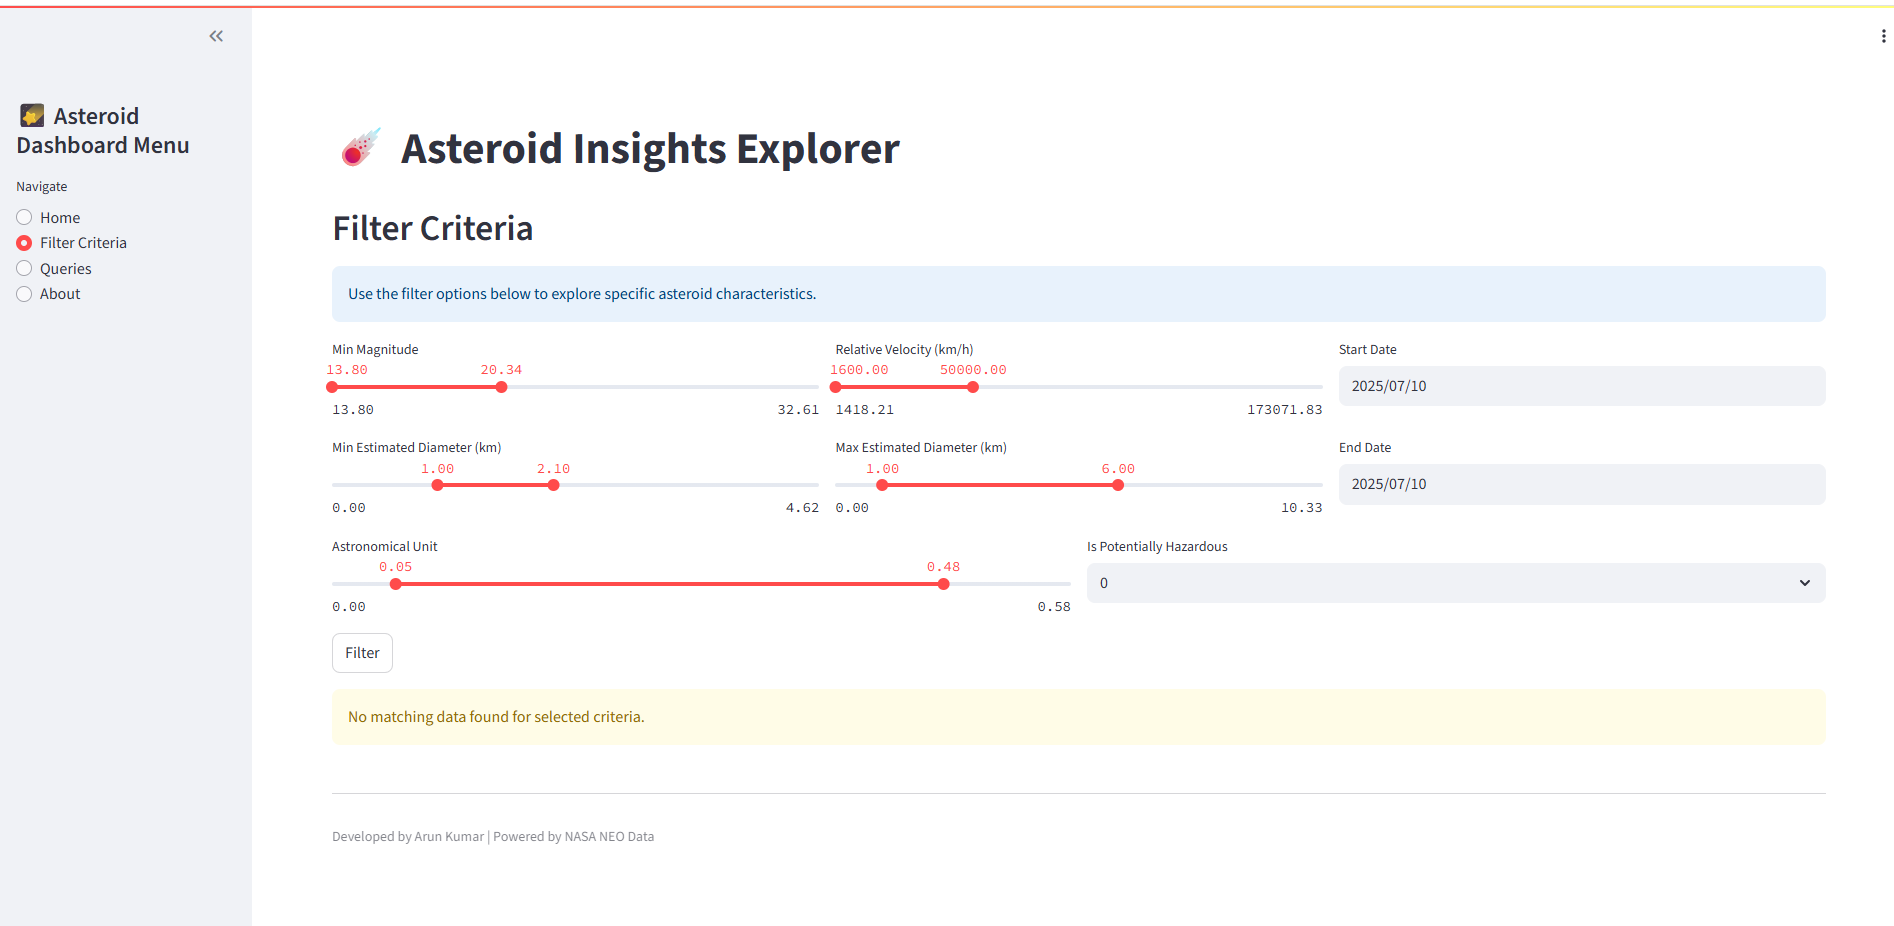 Asteroid
Dashboard Menu
Navigate
Home
Filter Criteria
Queries
About
Asteroid Insights Explorer
Filter Criteria
Use the filter options below to explore specific asteroid characteristics.
Min Magnitude
13.80 20.34
13.80 32.61
Relative Velocity (km/h)
1600.00 50000.00
1418.21 173071.83
Start Date
2025/07/10
Min Estimated Diameter (km)
1.00 2.10
0.00 4.62
Max Estimated Diameter (km)
1.00 6.00
0.00 10.33
End Date
2025/07/10
Astronomical Unit
0.05 0.48
0.00 0.58
Is Potentially Hazardous
0
Filter
No matching data found for selected criteria.
Developed by Arun Kumar | Powered by NASA NEO Data